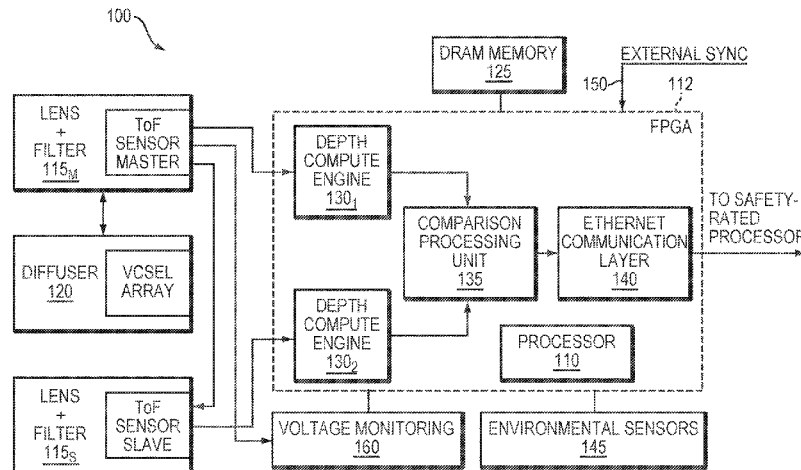 100
DRAM MEMORY
125
EXTERNAL SYNC
150
112
FPGA
LENS
+
FILTER
115M
ToF
SENSOR
MASTER
DEPTH
COMPUTE
ENGINE
1301
COMPARISON
PROCESSING
UNIT
135
ETHERNET
COMMUNICATION
LAYER
140
TO SAFETY-
RATED
PROCESSOR
DIFFUSER
120
VCSEL
ARRAY
DEPTH
COMPUTE
ENGINE
1302
PROCESSOR
110
LENS
+
FILTER
115S
ToF
SENSOR
SLAVE
VOLTAGE MONITORING
160
ENVIRONMENTAL SENSORS
145